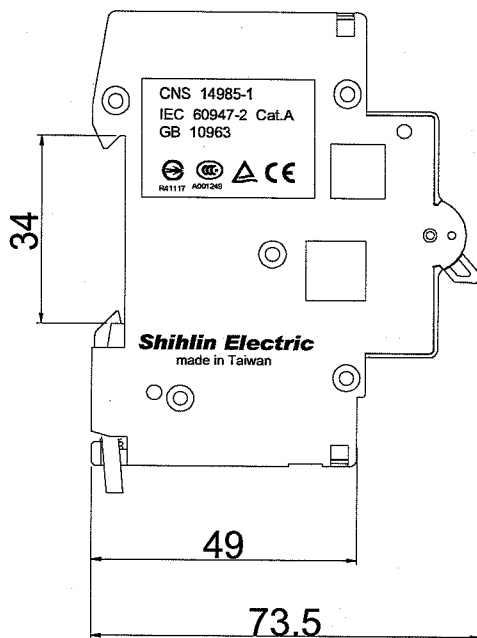 CNS 14985-1
IEC 60947-2 Cat.A
GB 10963
R41117 A001249
CE
34
Shihlin Electric
made in Taiwan
49
73.5